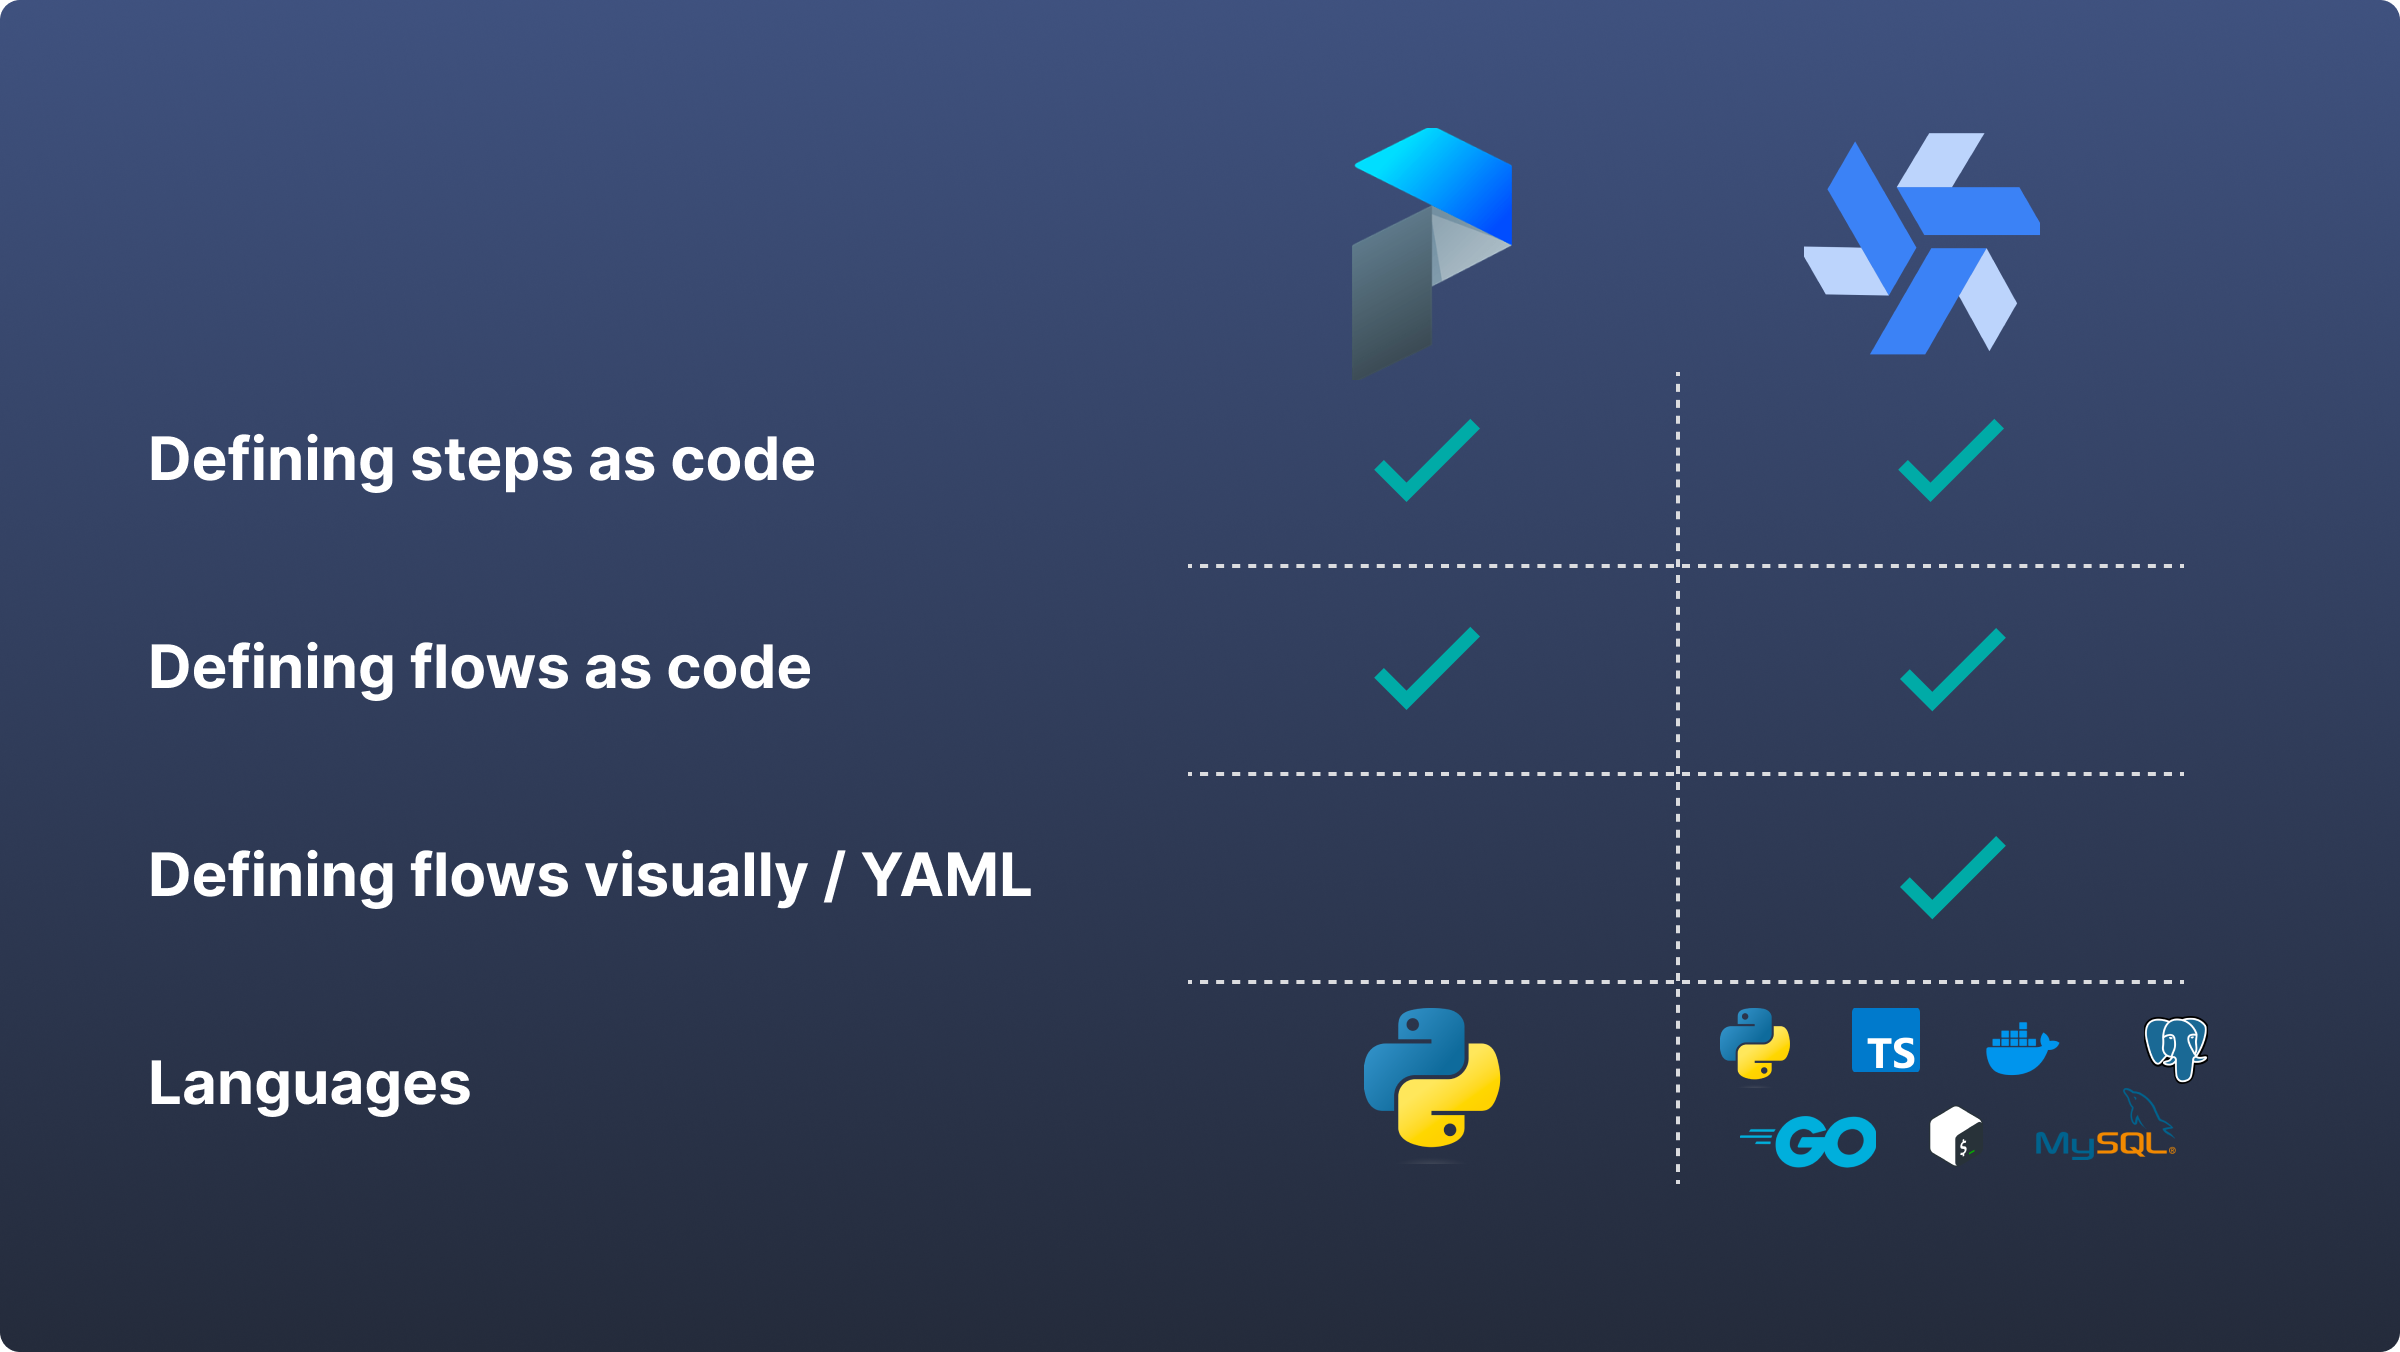 Defining steps as code
Defining flows as code
Defining flows visually / YAML
Languages
TS
GO
$
MySQL®